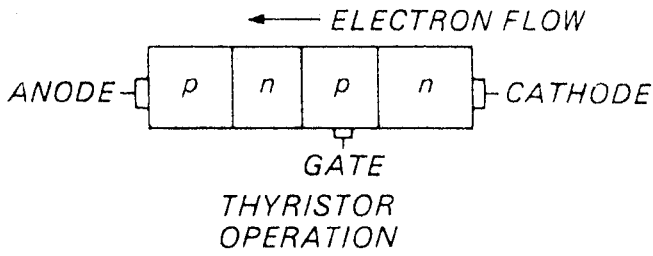 ELECTRON FLOW
ANODE p n p n CATHODE
GATE
THYRISTOR
OPERATION